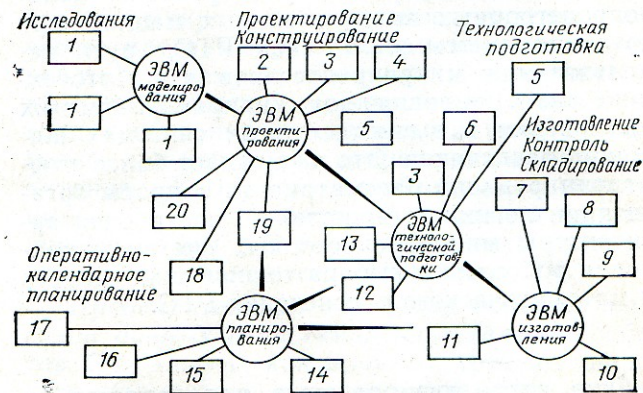 Исследования
Проектирование
Конструирование
Технологическая
подготовка
1
1
1
ЭВМ
моделиро-
вания
2
3
4
5
5
6
ЭВМ
проекти-
рования
Изготовление
Контроль
Складирование
7
8
9
3
20
19
13
ЭВМ
технологи-
ческой
подготов-
ки
18
12
Оперативно-
календарное
планирование
17
16
15
14
ЭВМ
планиро-
вания
11
ЭВМ
изготов-
ления
10